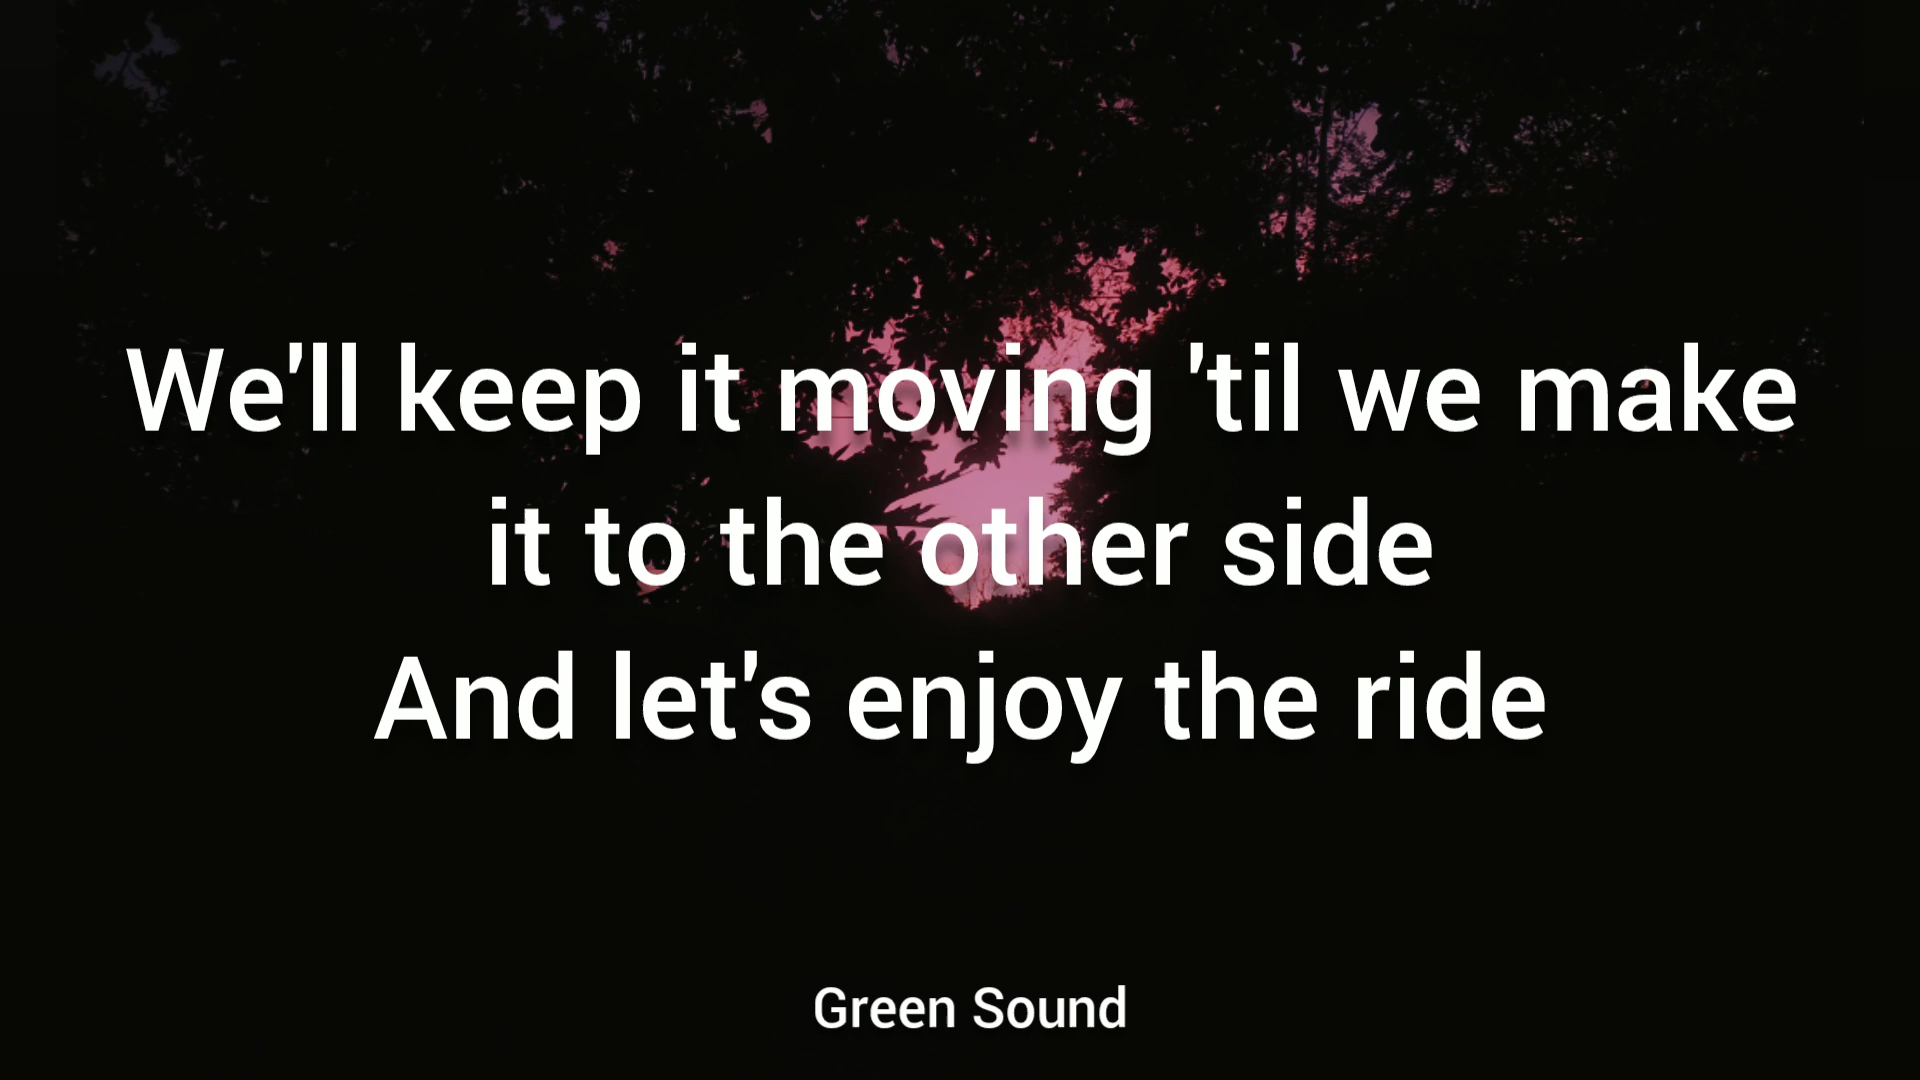 We'll keep it moving 'til we make
it to the other side
And let's enjoy the ride
Green Sound